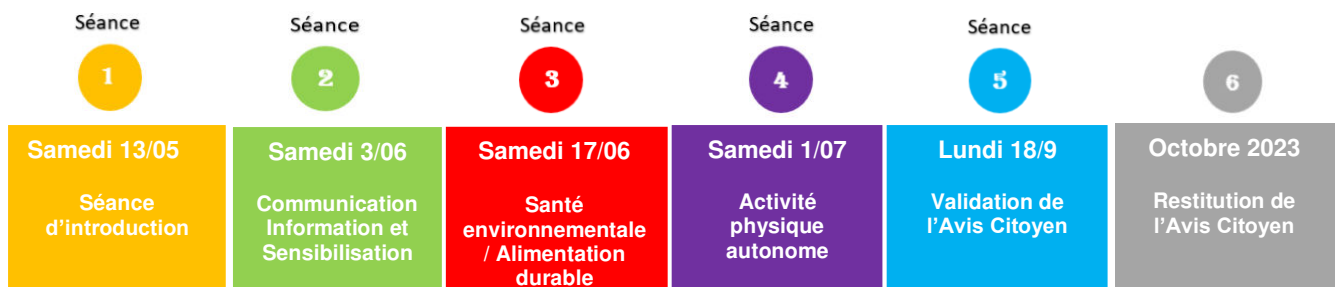 Séance
1
Samedi 13/05
Séance
d’introduction
Séance
2
Samedi 3/06
Communication
Information et
Sensibilisation
Séance
3
Samedi 17/06
Santé
environnementale
/ Alimentation
durable
Séance
4
Samedi 1/07
Activité
physique
autonome
Séance
5
Lundi 18/9
Validation de
l’Avis Citoyen
6
Octobre 2023
Restitution de
l’Avis Citoyen